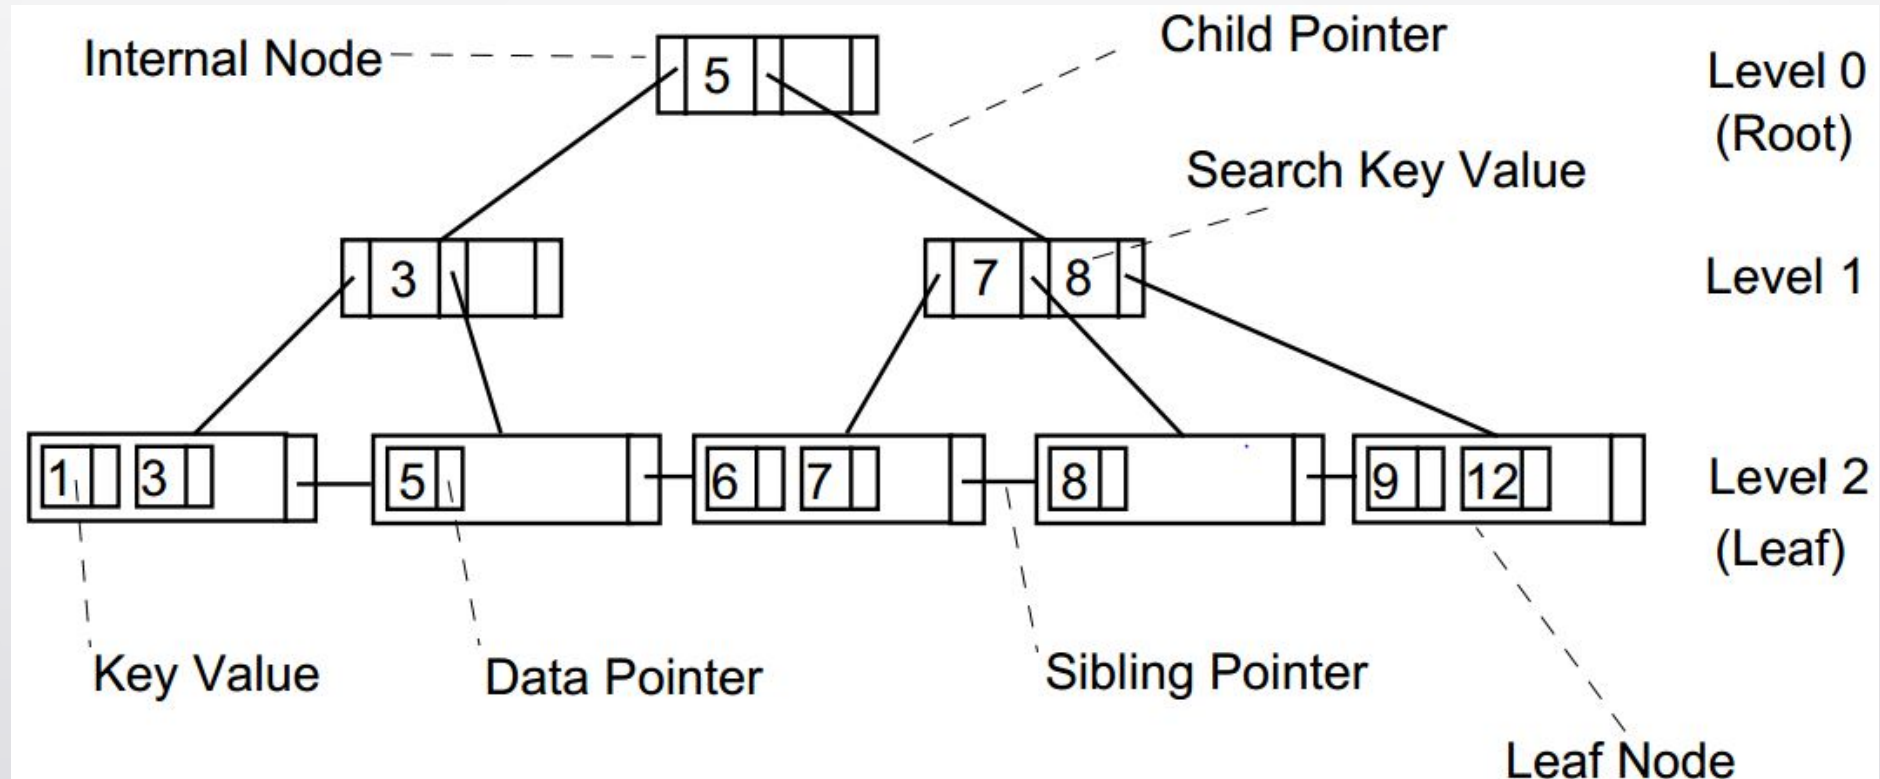 Internal Node
5
Child Pointer
Level 0
(Root)
Search Key Value
3
7 8
Level 1
1 3
5
6 7
8
9 12
Level 2
(Leaf)
Key Value
Data Pointer
Sibling Pointer
Leaf Node